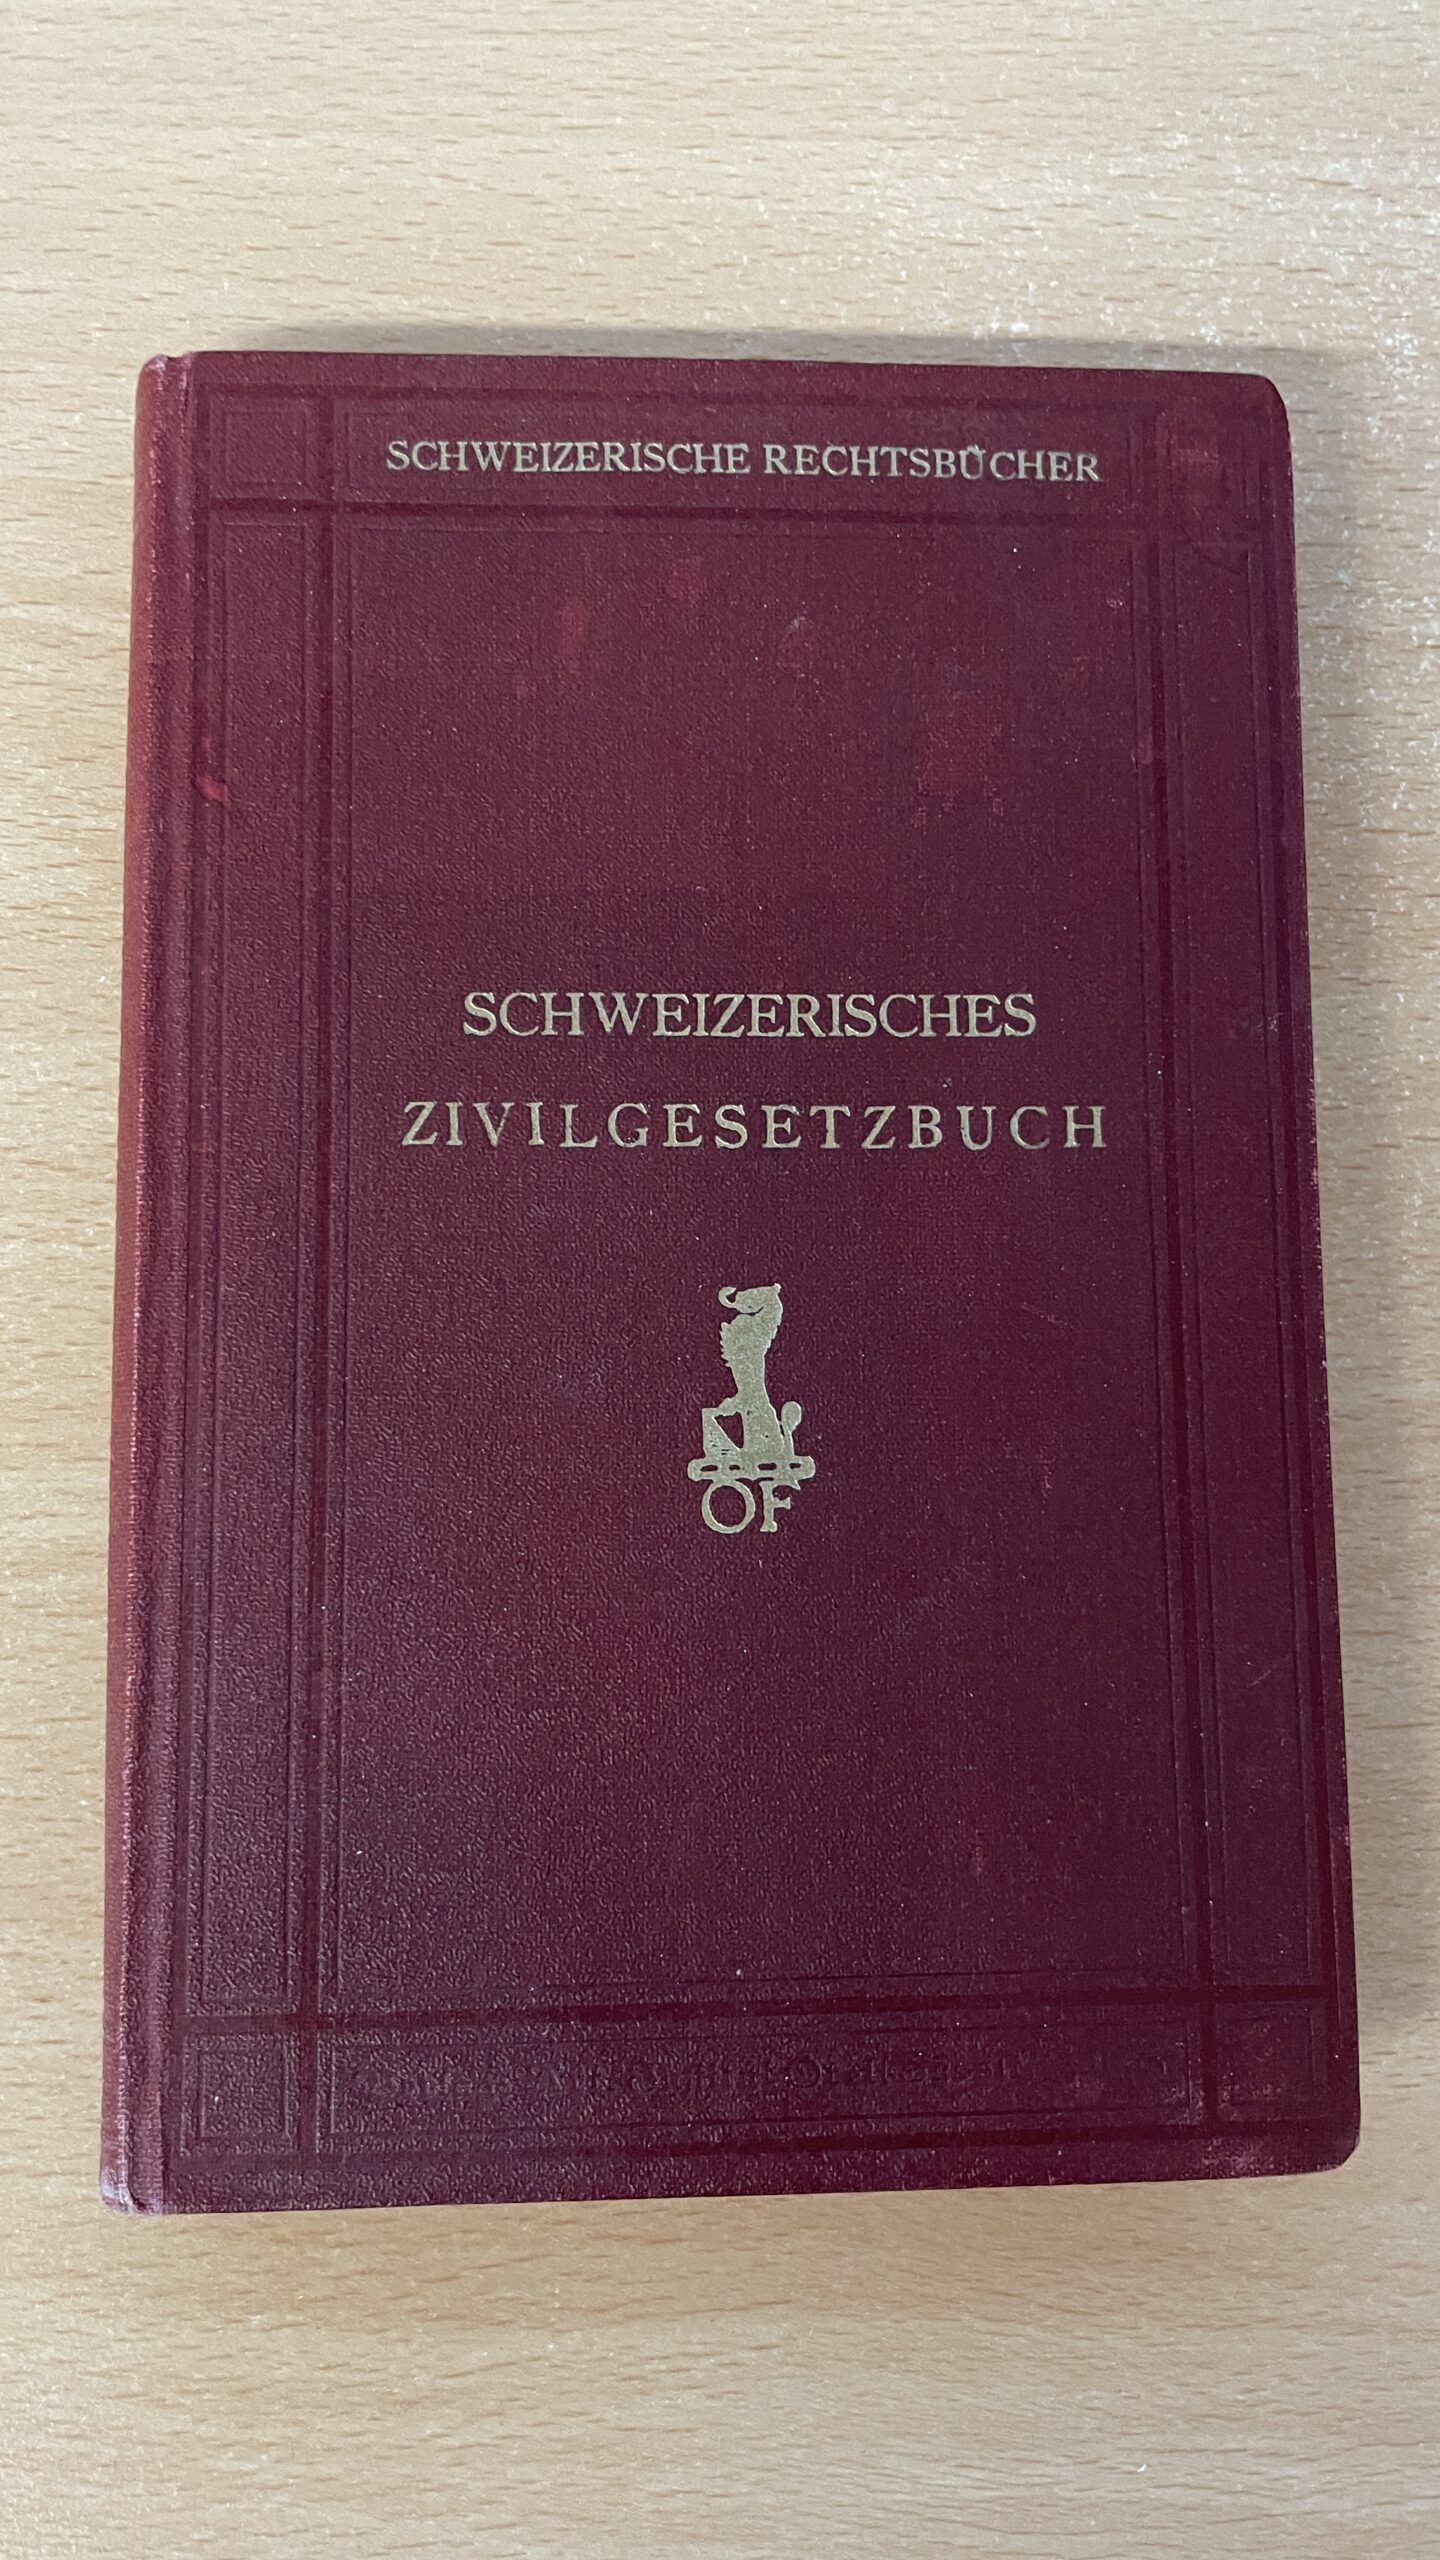 SCHWEIZERISCHE RECHTSBÜCHER
SCHWEIZERISCHES
ZIVILGESETZBUCH
OF